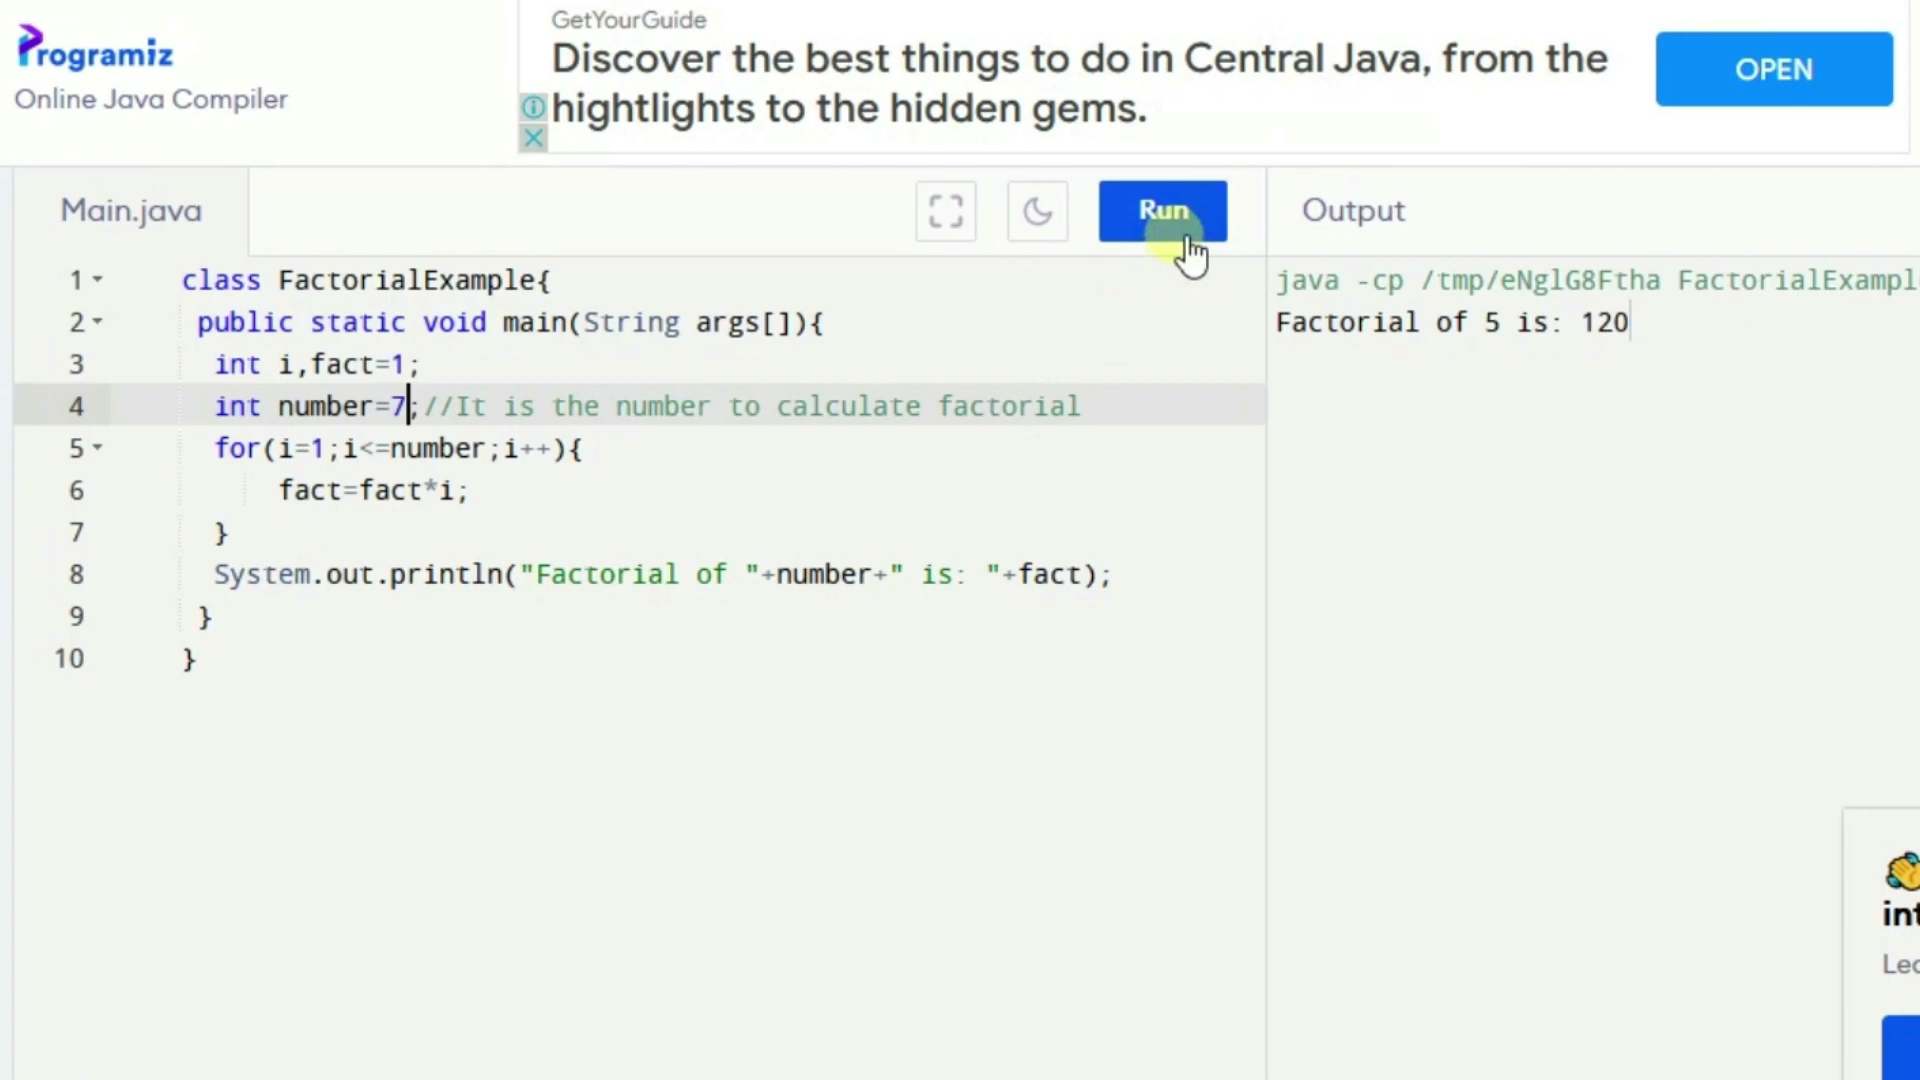 Programiz
Online Java Compiler
GetYourGuide
Discover the best things to do in Central Java, from the
hightlights to the hidden gems.
OPEN
Main.java
Run
Output
1 class FactorialExample{
2 public static void main(String args[]){
3 int i,fact=1;
4 int number=7;//It is the number to calculate factorial
5 for(i=1;i<=number;i++){
6 fact=fact*i;
7 }
8 System.out.println("Factorial of "+number+" is: "+fact);
9 }
10 }
java -cp /tmp/eNglG8Ftha FactorialExampl
Factorial of 5 is: 120
int